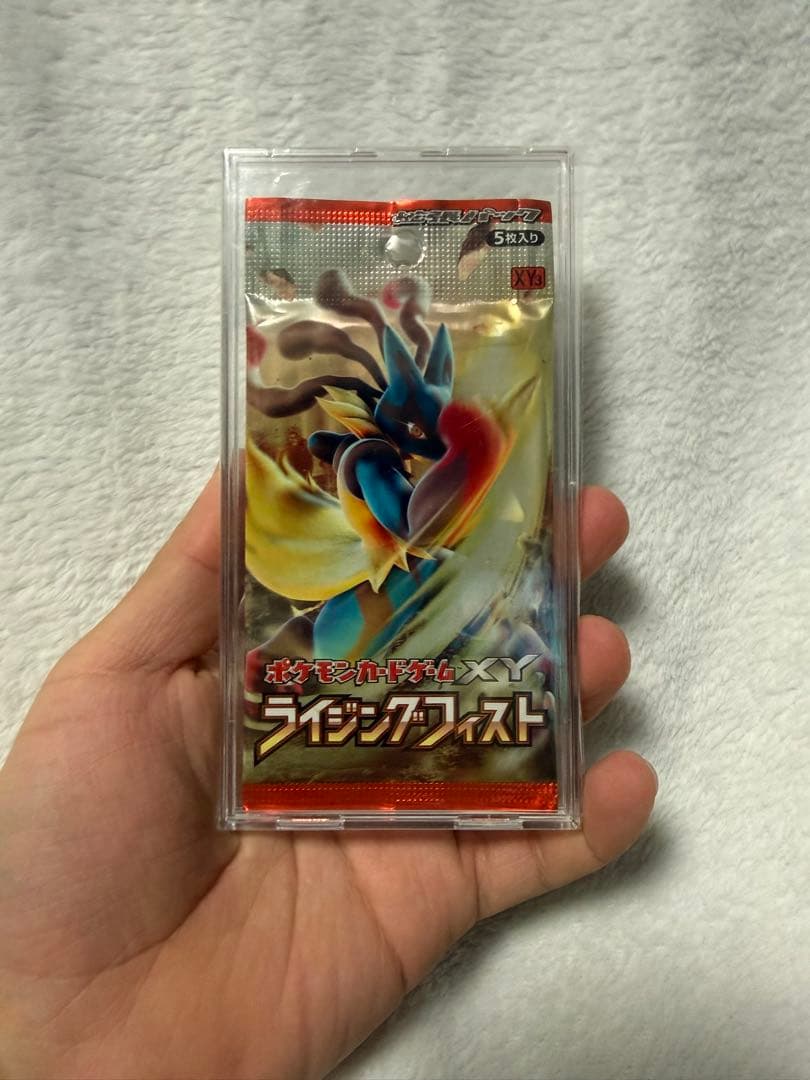 拡張パック
5枚入り
XY3
ポケモンカードゲームXY
ライジングフィスト